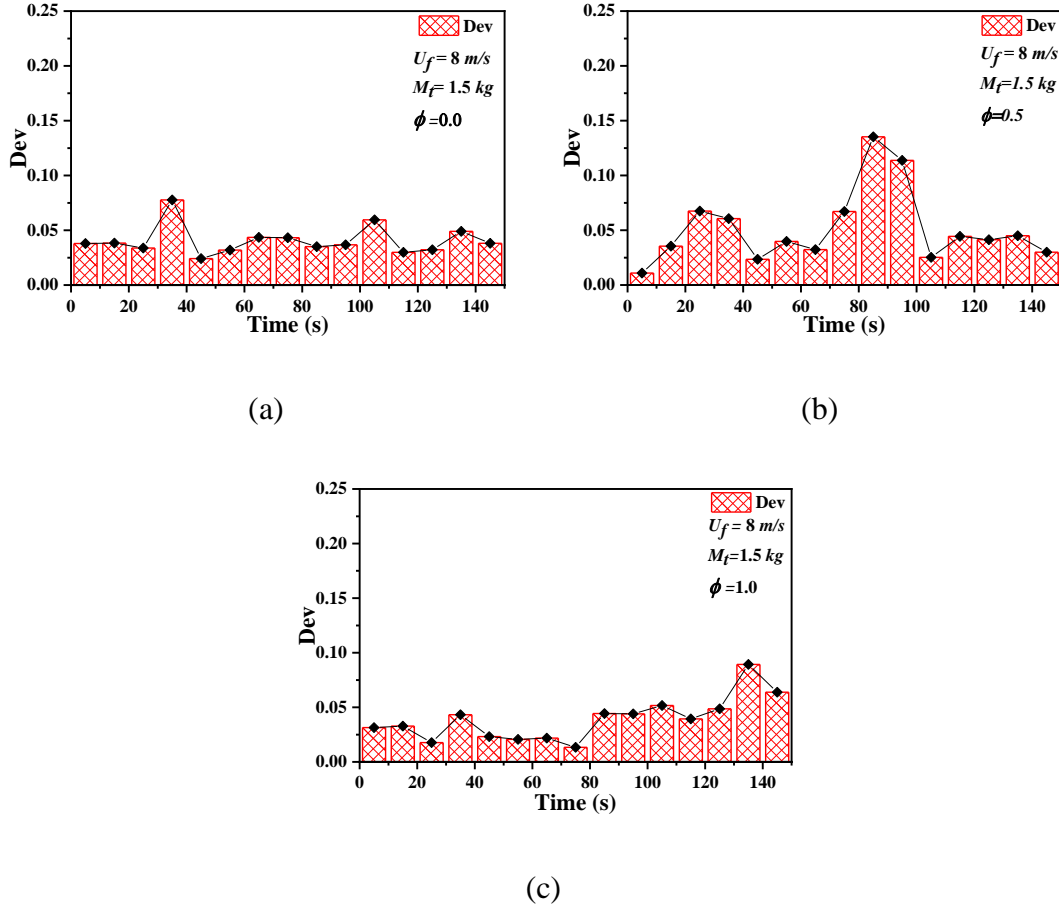 0.25
0.20
0.15
0.10
0.05
0.00
Dev
0 20 40 60 80 100 120 140
Time (s)
Dev
U_f = 8 m/s
M_t= 1.5 kg
ϕ =0.0
(a)
0.25
0.20
0.15
0.10
0.05
0.00
Dev
0 20 40 60 80 100 120 140
Time (s)
Dev
U_f = 8 m/s
M_t=1.5 kg
ϕ=0.5
(b)
0.25
0.20
0.15
0.10
0.05
0.00
Dev
0 20 40 60 80 100 120 140
Time (s)
Dev
U_f = 8 m/s
M_t=1.5 kg
ϕ =1.0
(c)